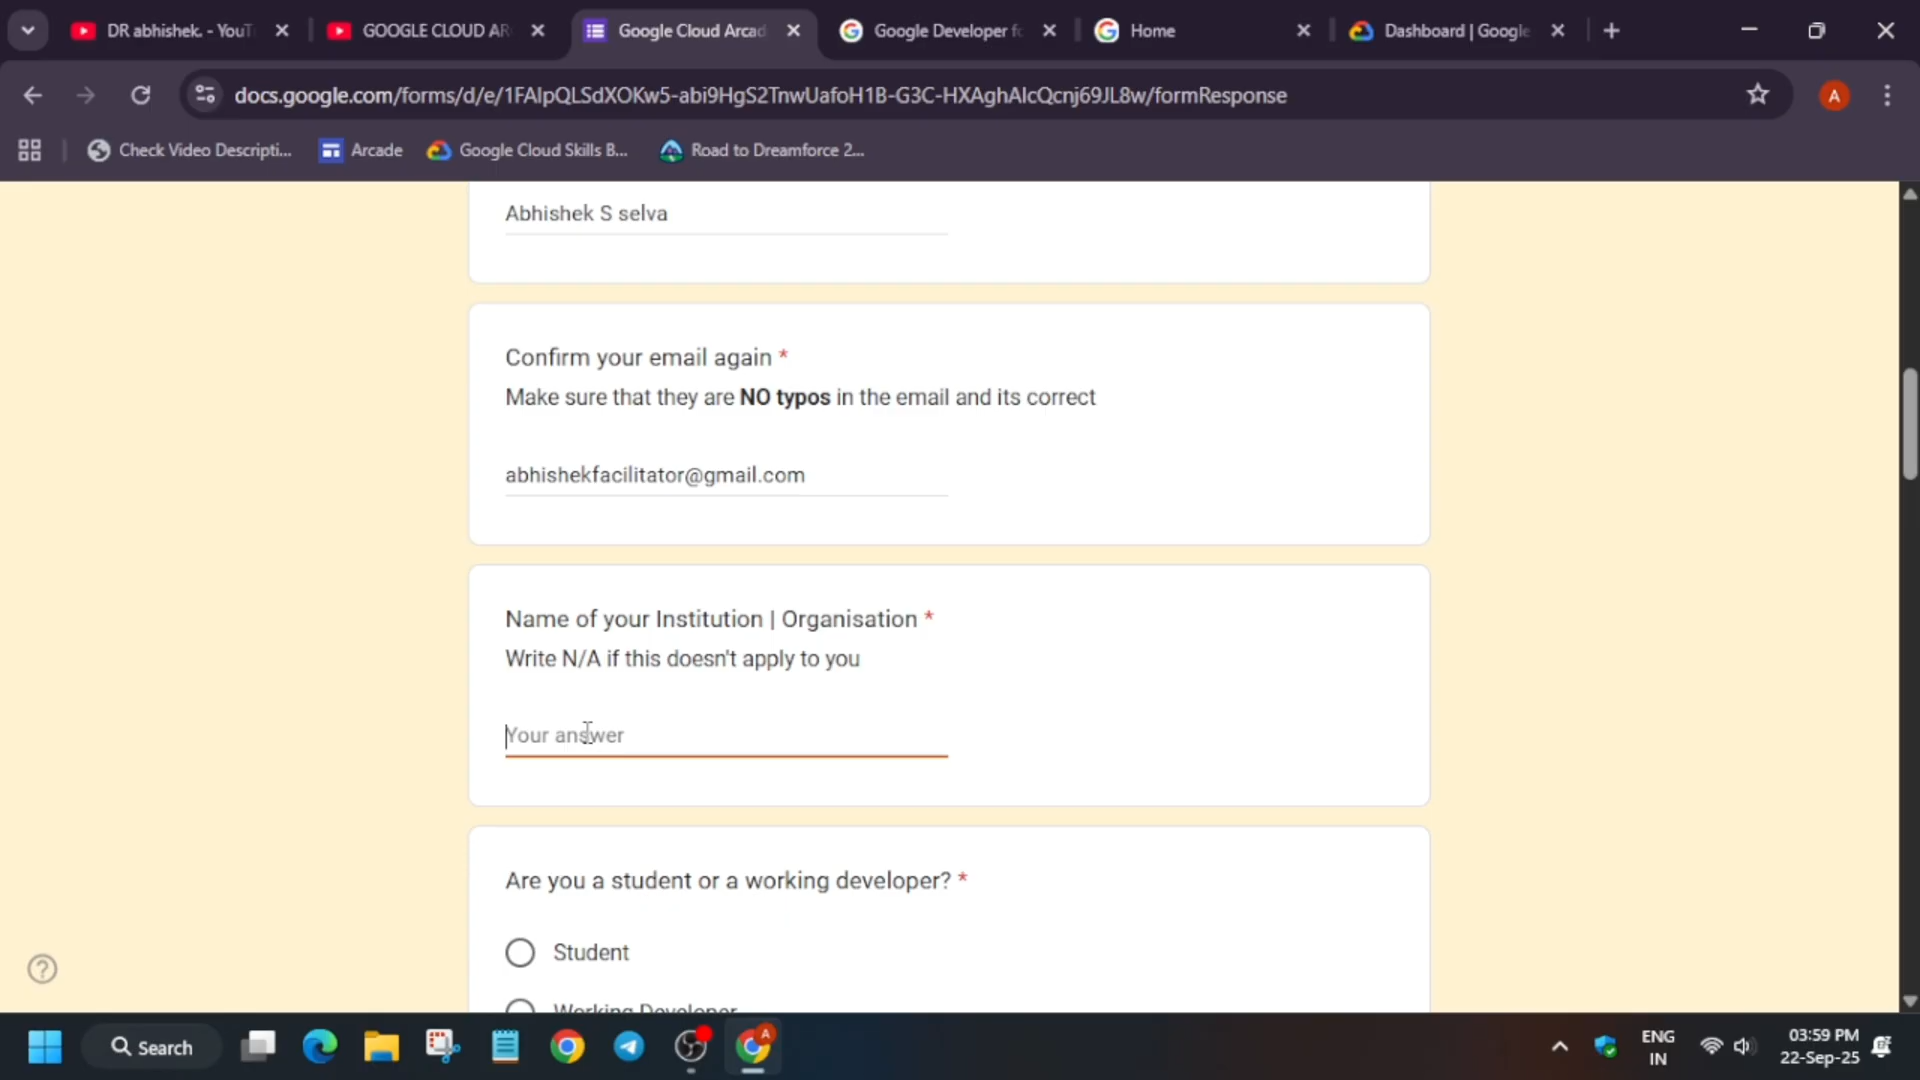 DR abhishek. - YouT
GOOGLE CLOUD AR
Google Cloud Arcad
Google Developer fo
Home
Dashboard | Google
docs.google.com/forms/d/e/1FAIpQLSdXOKw5-abi9HgS2TnwUafoH1B-G3C-HXAghAIcQcnj69JL8w/formResponse
A
Check Video Descripti...
Arcade
Google Cloud Skills B...
Road to Dreamforce 2...
Abhishek S selva
Confirm your email again *
Make sure that they are NO typos in the email and its correct
abhishekfacilitator@gmail.com
Name of your Institution | Organisation *
Write N/A if this doesn't apply to you
Your answer
Are you a student or a working developer? *
Student
Working Developer
Search
A
ENG
IN
03:59 PM
22-Sep-25